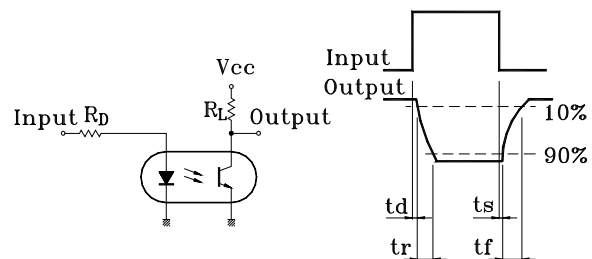 Vcc
RL
Input RD
Output
Input
Output
10%
90%
td
ts
tr
tf